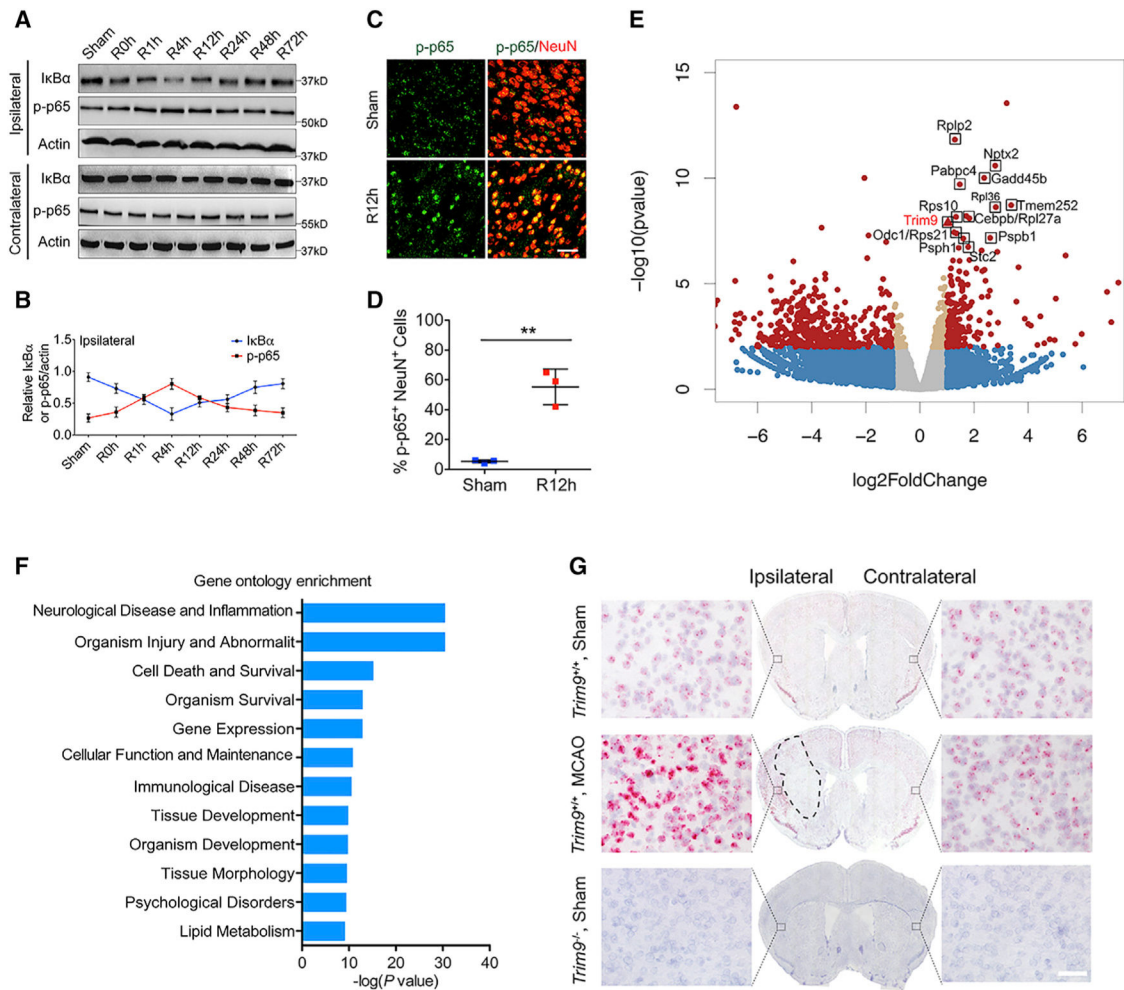 A
Sham R0h R1h R4h R12h R24h R48h R72h
Ipsilateral
IκBα
37kD
p-p65
50kD
Actin
37kD
Contralateral
IκBα
37kD
p-p65
55kD
Actin
37kD
B
Ipsilateral
IκBα
p-p65
Relative IκBα
or p-p65/actin
1.5
1.0
0.5
0.0
Sham R0h R1h R4h R12h R24h R48h R72h
C
p-p65 p-p65/NeuN
Sham
R12h
D
% p-p65+ NeuN+ Cells
100
80
60
40
20
0
**
Sham R12h
E
−log10(pvalue)
15
10
5
0
Rplp2
Nptx2
Pabpc4
Gadd45b
Rpl36
Rps10
Tmem252
Trim9
Cebpb/Rpl27a
Odc1/Rps21
Pspb1
Psph1
Stc2
−6 −4 −2 0 2 4 6
log2FoldChange
F
Gene ontology enrichment
Neurological Disease and Inflammation
Organism Injury and Abnormalit
Cell Death and Survival
Organism Survival
Gene Expression
Cellular Function and Maintenance
Immunological Disease
Tissue Development
Organism Development
Tissue Morphology
Psychological Disorders
Lipid Metabolism
0 10 20 30 40
-log(P value)
G
Ipsilateral Contralateral
Trim9+/+, Sham
Trim9+/+, MCAO
Trim9-/-, Sham